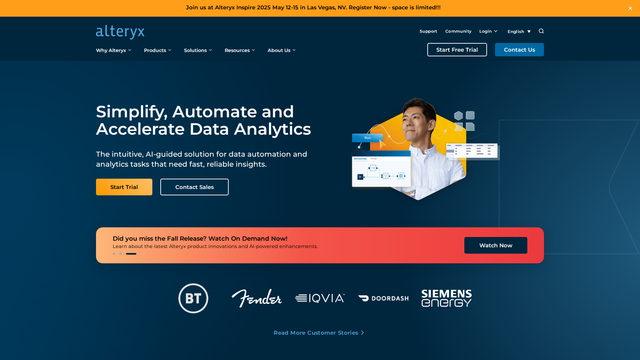 Join us at Alteryx Inspire 2025 May 12-15 in Las Vegas, NV. Register Now - space is limited!!!
alteryx
Support Community Login English
Why Alteryx Products Solutions Resources About Us
Start Free Trial Contact Us
Simplify, Automate and
Accelerate Data Analytics
The intuitive, AI-guided solution for data automation and
analytics tasks that need fast, reliable insights.
Start Trial Contact Sales
Did you miss the Fall Release? Watch On Demand Now!
Learn about the latest Alteryx product innovations and AI-powered enhancements.
Watch Now
BT Fender IQVIA DOORDASH SIEMENS
energy
Read More Customer Stories